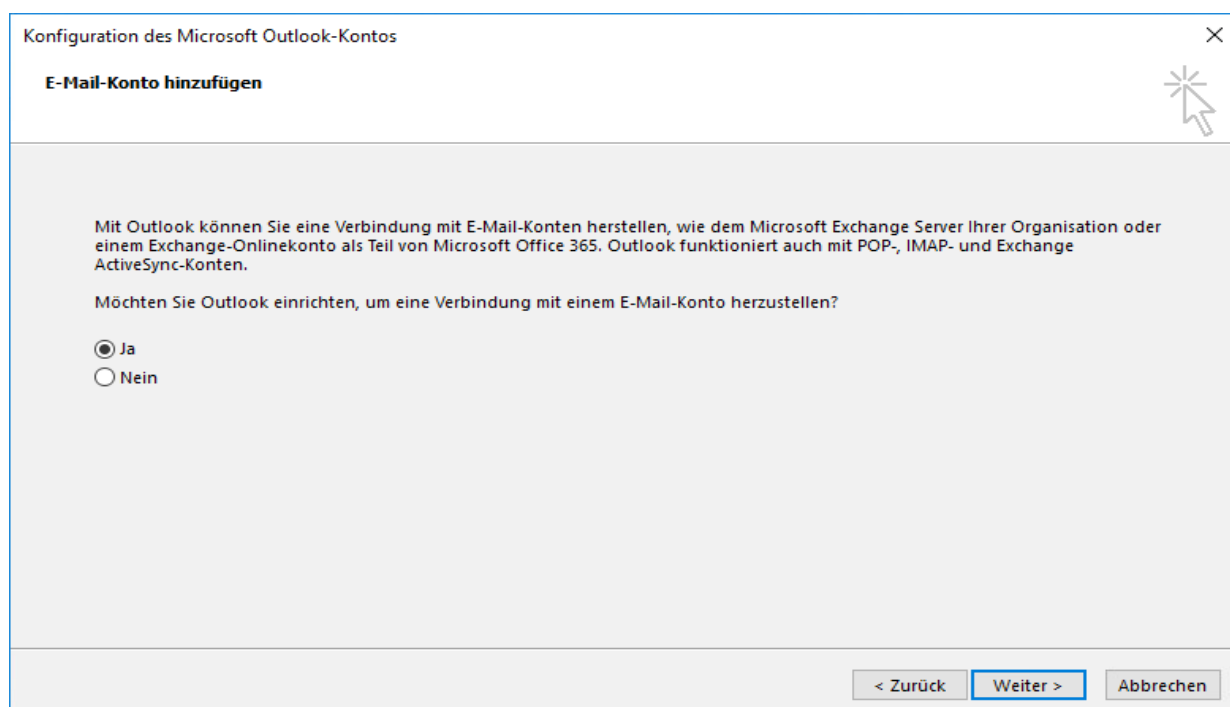 Konfiguration des Microsoft Outlook-Kontos
E-Mail-Konto hinzufügen
Mit Outlook können Sie eine Verbindung mit E-Mail-Konten herstellen, wie dem Microsoft Exchange Server Ihrer Organisation oder
einem Exchange-Onlinekonto als Teil von Microsoft Office 365. Outlook funktioniert auch mit POP-, IMAP- und Exchange
ActiveSync-Konten.
Möchten Sie Outlook einrichten, um eine Verbindung mit einem E-Mail-Konto herzustellen?
Ja
Nein
< Zurück Weiter > Abbrechen